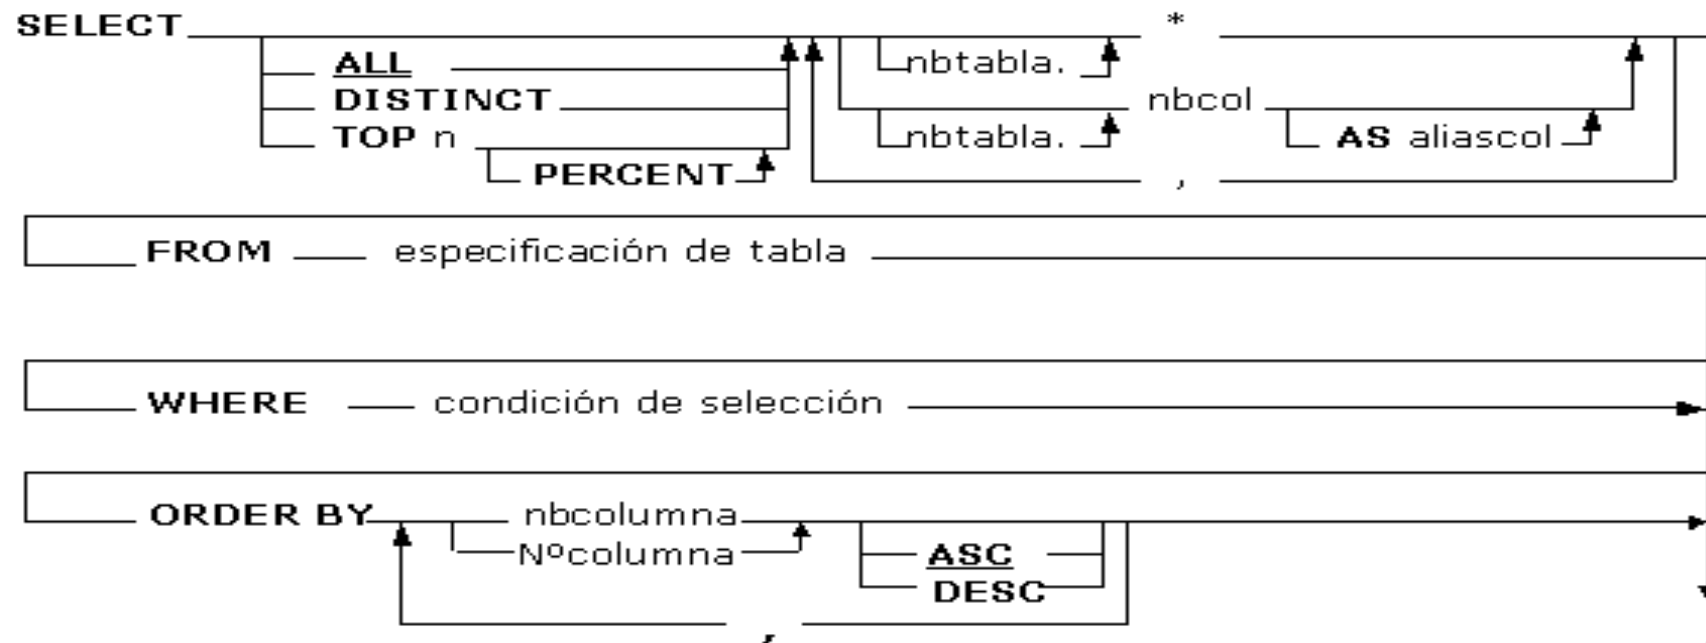 SELECT *
ALL nbtabla.
DISTINCT nbcol
TOP n nbtabla. AS aliascol
PERCENT ,
FROM especificación de tabla
WHERE condición de selección
ORDER BY nbcolumna
Nºcolumna ASC
DESC
,